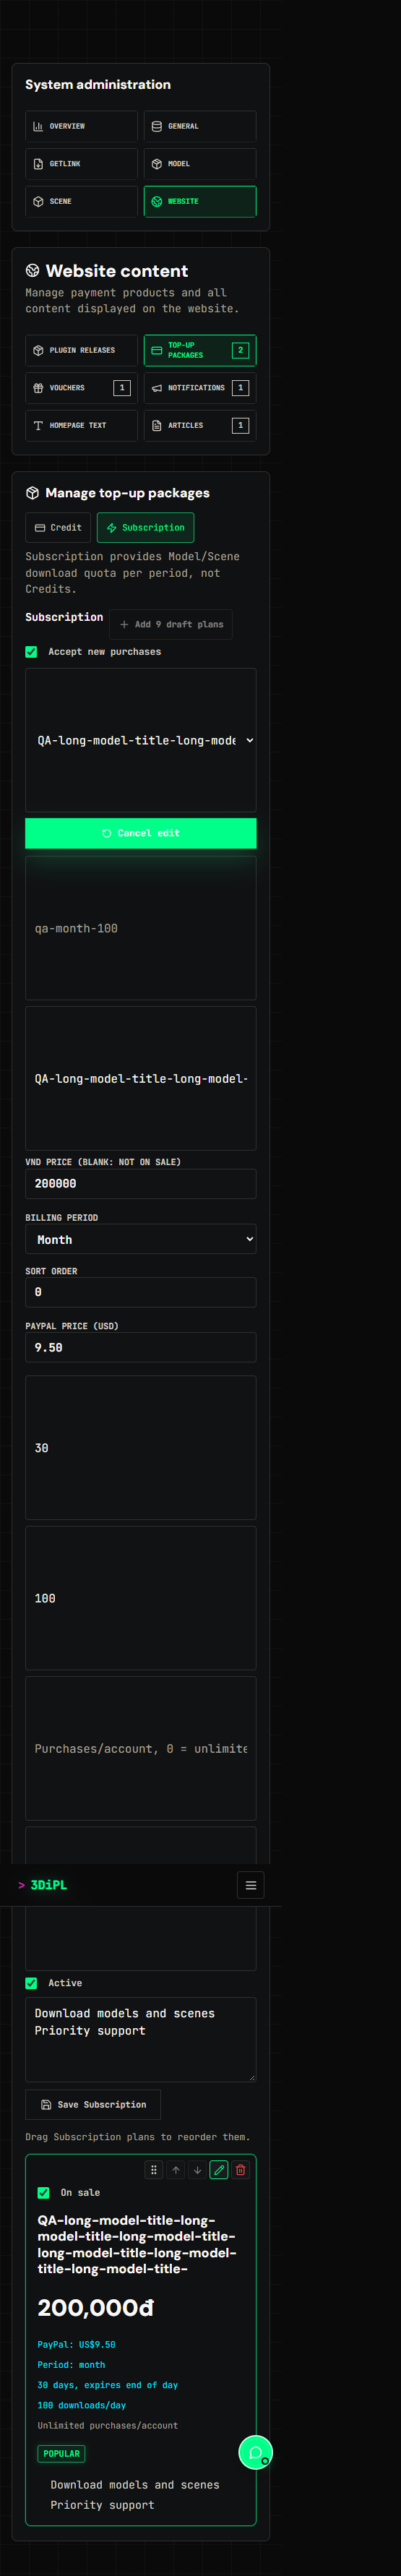 System administration
OVERVIEW
GENERAL
GETLINK
MODEL
SCENE
WEBSITE
Website content
Manage payment products and all
content displayed on the website.
PLUGIN RELEASES
TOP-UP
PACKAGES
2
VOUCHERS
1
NOTIFICATIONS
1
HOMEPAGE TEXT
ARTICLES
1
Manage top-up packages
Credit
Subscription
Subscription provides Model/Scene
download quota per period, not
Credits.
Subscription
Add 9 draft plans
Accept new purchases
QA-long-model-title-long-mode
Cancel edit
qa-month-100
QA-long-model-title-long-model-
VND PRICE (BLANK: NOT ON SALE)
200000
BILLING PERIOD
Month
SORT ORDER
0
PAYPAL PRICE (USD)
9.50
30
100
Purchases/account, 0 = unlimite
> 3DiPL
Active
Download models and scenes
Priority support
Save Subscription
Drag Subscription plans to reorder them.
On sale
QA-long-model-title-long-
model-title-long-model-title-
long-model-title-long-model-
title-long-model-title-
200,000đ
PayPal: US$9.50
Period: month
30 days, expires end of day
100 downloads/day
Unlimited purchases/account
POPULAR
Download models and scenes
Priority support